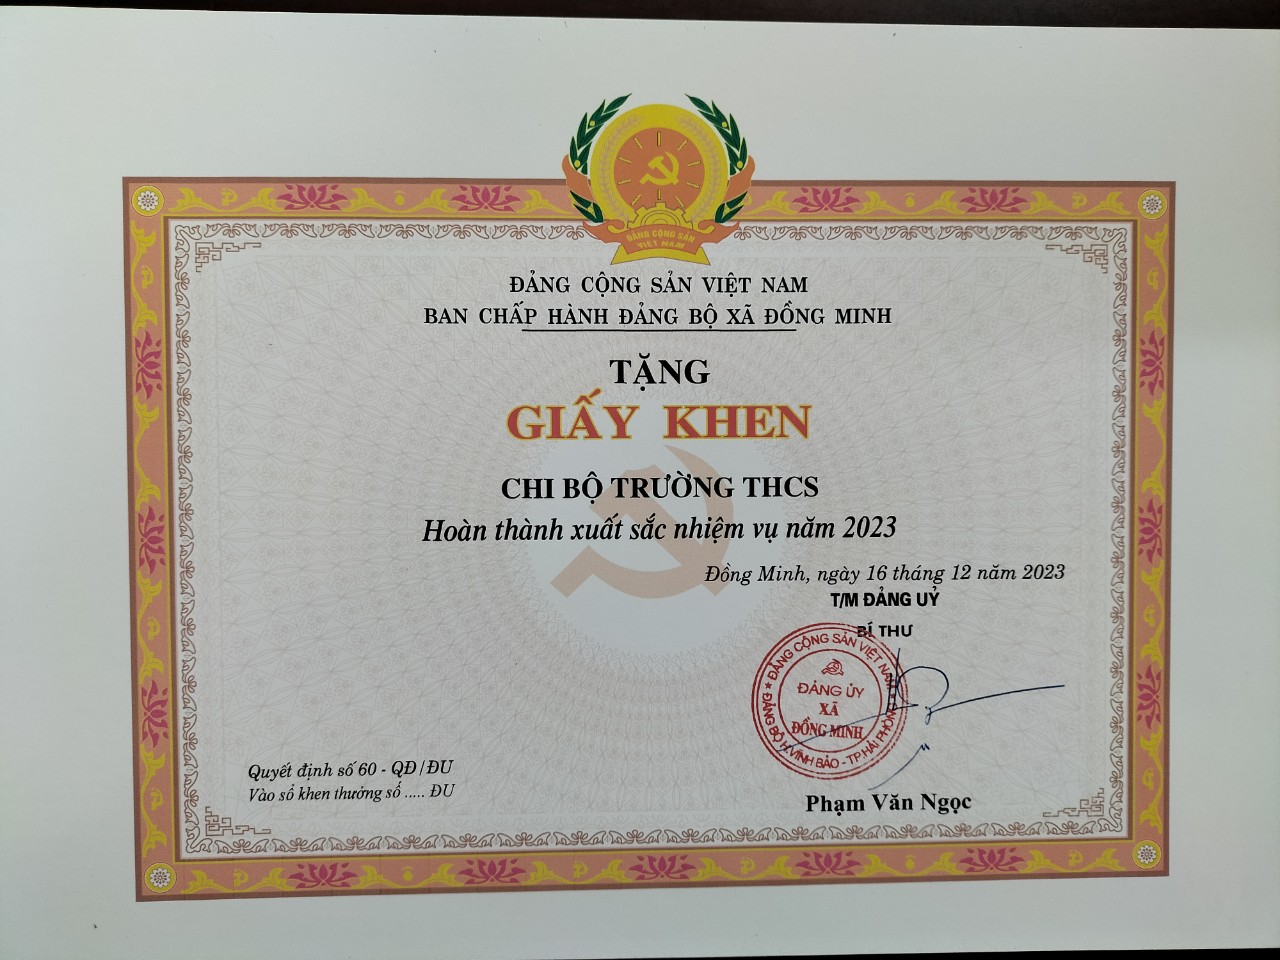 ĐẢNG CỘNG SẢN
VIỆT NAM
ĐẢNG CỘNG SẢN VIỆT NAM
BAN CHẤP HÀNH ĐẢNG BỘ XÃ ĐỒNG MINH
TẶNG
GIẤY KHEN
CHI BỘ TRƯỜNG THCS
Hoàn thành xuất sắc nhiệm vụ năm 2023
Đồng Minh, ngày 16 tháng 12 năm 2023
T/M ĐẢNG UỶ
BÍ THƯ
ĐẢNG CỘNG SẢN VIỆT NAM
ĐẢNG ỦY
XÃ
ĐỒNG MINH
ĐẢNG BỘ H.VĨNH BẢO - TP.HẢI PHÒNG
Quyết định số 60 - QĐ/ĐU
Vào sổ khen thưởng số ..... ĐU
Phạm Văn Ngọc